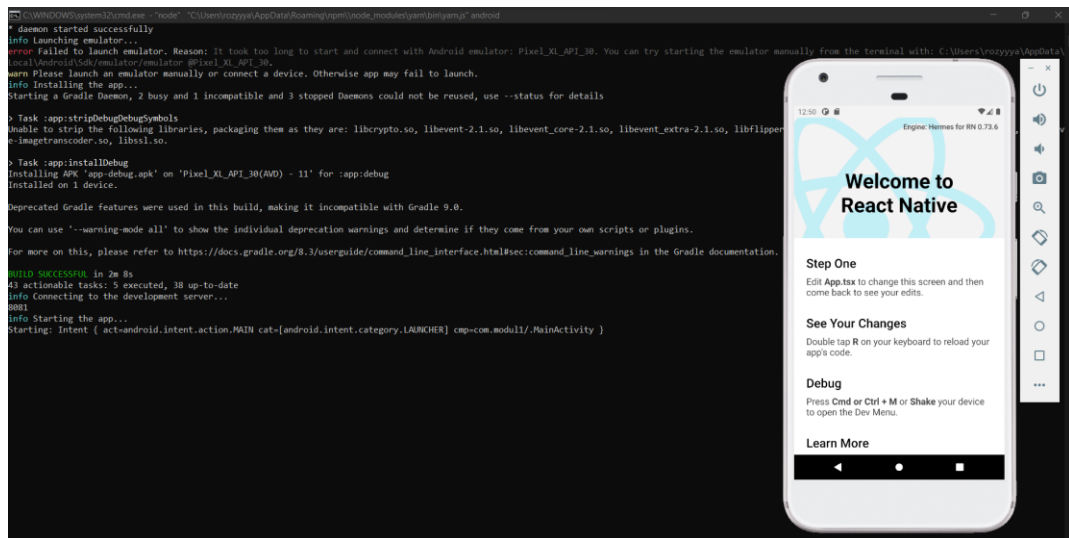 C:\WINDOWS\system32\cmd.exe - "node" "C:\Users\rozyyya\AppData\Roaming\npm\\node_modules\yarn\bin\yarn.js" android
* daemon started successfully
info Launching emulator...
error Failed to launch emulator. Reason: It took too long to start and connect with Android emulator: Pixel_XL_API_30. You can try starting the emulator manually from the terminal with: C:\Users\rozyyya\AppData\
Local\Android\Sdk/emulator/emulator @Pixel_XL_API_30.
warn Please launch an emulator manually or connect a device. Otherwise app may fail to launch.
info Installing the app...
Starting a Gradle Daemon, 2 busy and 1 incompatible and 3 stopped Daemons could not be reused, use --status for details
> Task :app:stripDebugDebugSymbols
Unable to strip the following libraries, packaging them as they are: libcrypto.so, libevent-2.1.so, libevent_core-2.1.so, libevent_extra-2.1.so, libflipper
e-imagetranscoder.so, libssl.so.
> Task :app:installDebug
Installing APK 'app-debug.apk' on 'Pixel_XL_API_30(AVD) - 11' for :app:debug
Installed on 1 device.
Deprecated Gradle features were used in this build, making it incompatible with Gradle 9.0.
You can use '--warning-mode all' to show the individual deprecation warnings and determine if they come from your own scripts or plugins.
For more on this, please refer to https://docs.gradle.org/8.3/userguide/command_line_interface.html#sec:command_line_warnings in the Gradle documentation.
BUILD SUCCESSFUL in 2m 8s
43 actionable tasks: 5 executed, 38 up-to-date
info Connecting to the development server...
8081
info Starting the app...
Starting: Intent { act=android.intent.action.MAIN cat=[android.intent.category.LAUNCHER] cmp=com.modul1/.MainActivity }
12:50
Engine: Hermes for RN 0.73.6
Welcome to
React Native
Step One
Edit App.tsx to change this screen and then
come back to see your edits.
See Your Changes
Double tap R on your keyboard to reload your
app's code.
Debug
Press Cmd or Ctrl + M or Shake your device
to open the Dev Menu.
Learn More